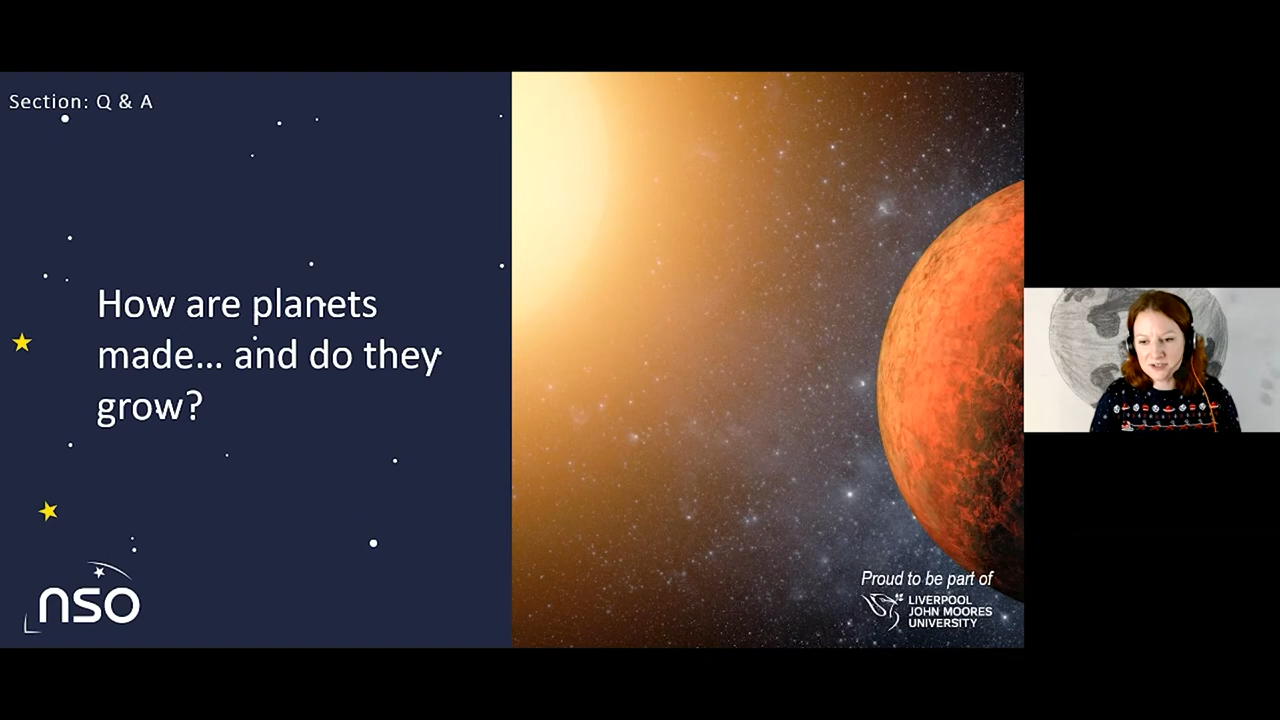 Section: Q & A
How are planets
made... and do they
grow?
nso
Proud to be part of
LIVERPOOL
JOHN MOORES
UNIVERSITY